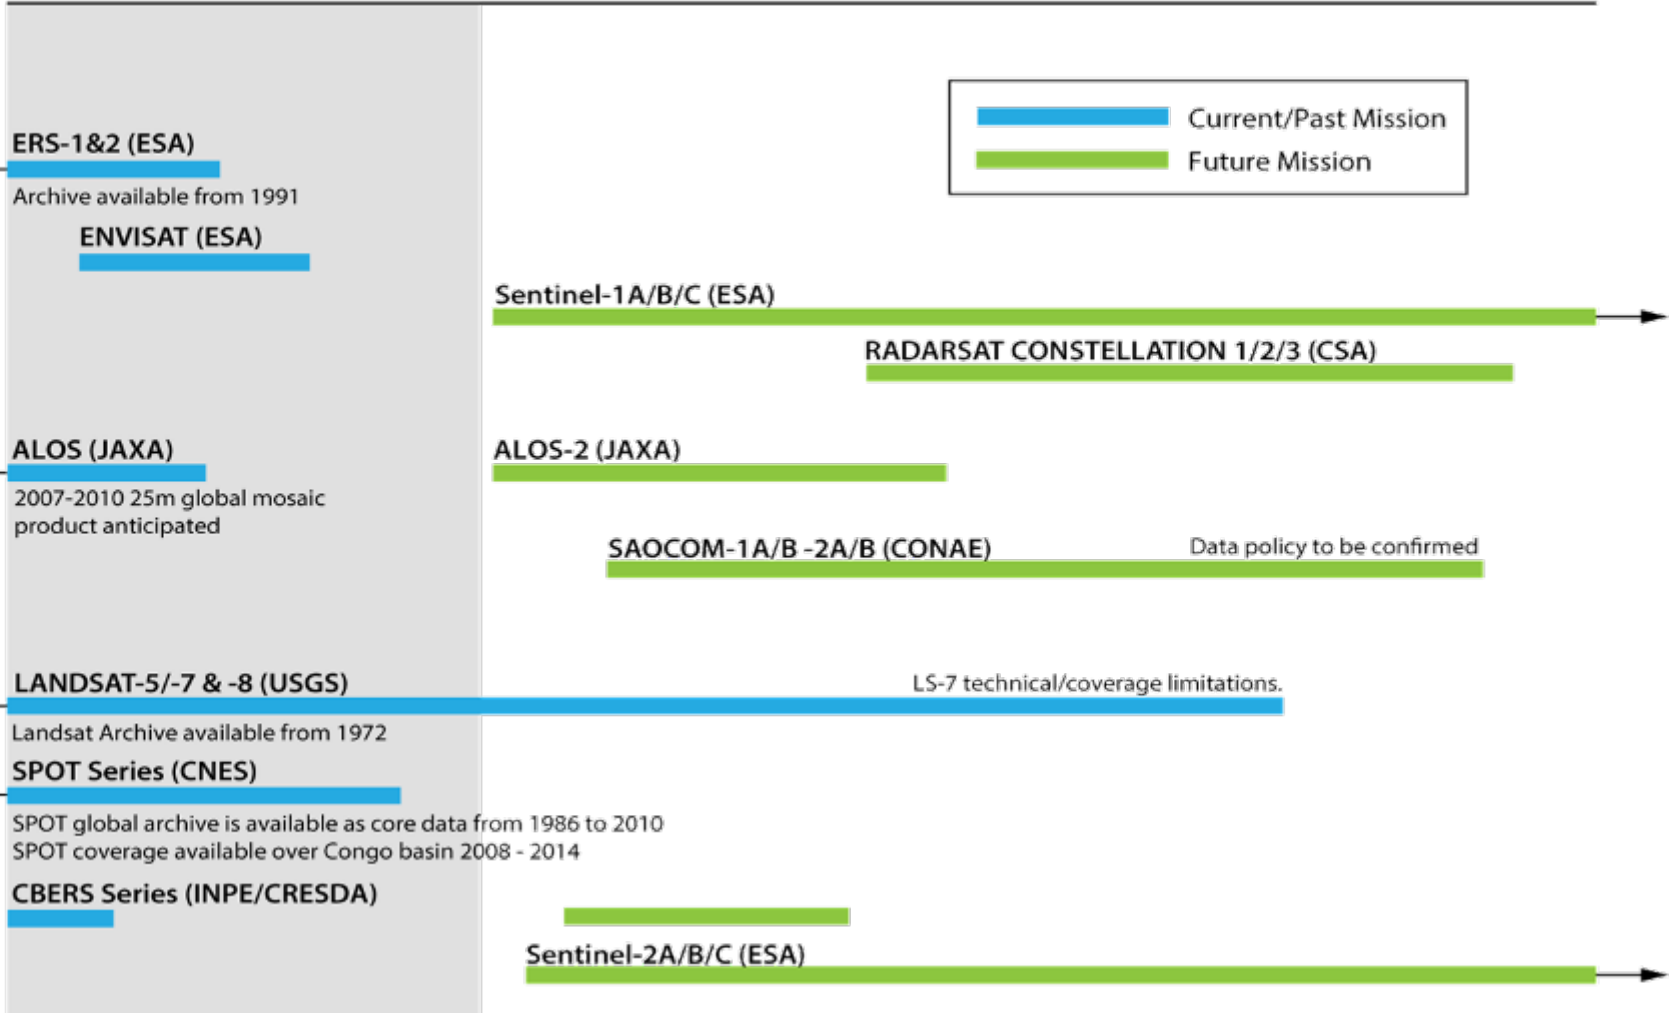 Current/Past Mission
Future Mission
ERS-1&2 (ESA)
Archive available from 1991
ENVISAT (ESA)
Sentinel-1A/B/C (ESA)
RADARSAT CONSTELLATION 1/2/3 (CSA)
ALOS (JAXA)
ALOS-2 (JAXA)
2007-2010 25m global mosaic
product anticipated
SAOCOM-1A/B -2A/B (CONAE)
Data policy to be confirmed
LANDSAT-5/-7 & -8 (USGS)
LS-7 technical/coverage limitations.
Landsat Archive available from 1972
SPOT Series (CNES)
SPOT global archive is available as core data from 1986 to 2010
SPOT coverage available over Congo basin 2008 - 2014
CBERS Series (INPE/CRESDA)
Sentinel-2A/B/C (ESA)